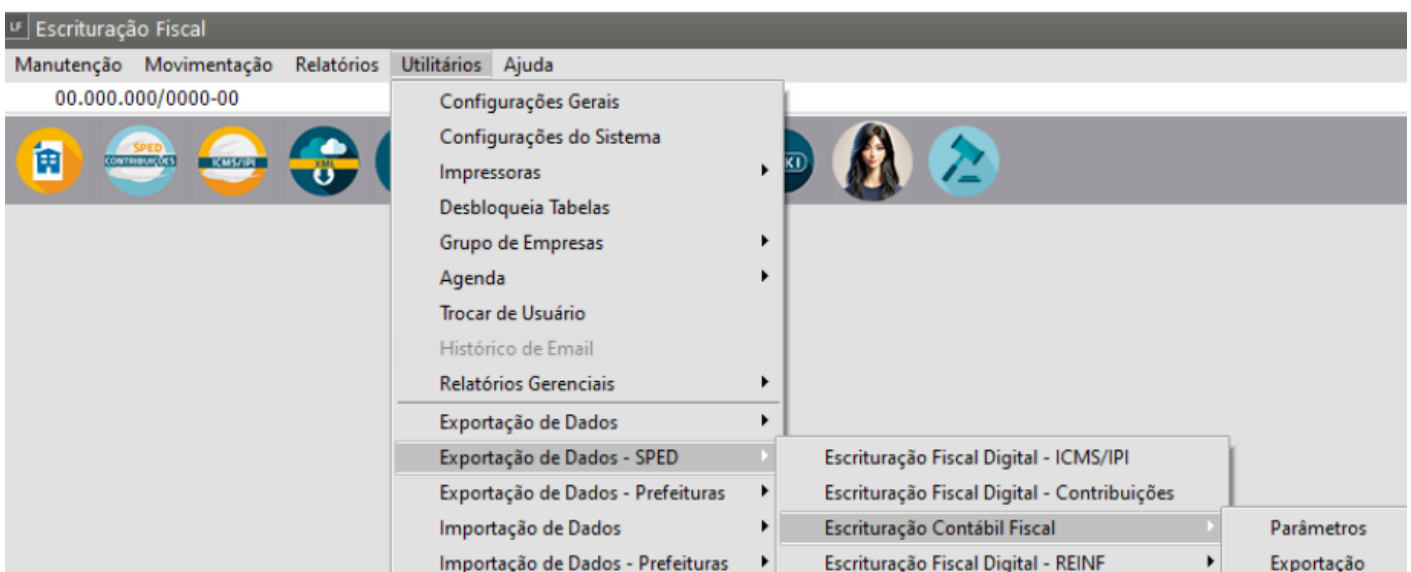 LF Escrituração Fiscal
Manutenção Movimentação Relatórios Utilitários Ajuda
00.000.000/0000-00
Configurações Gerais
Configurações do Sistema
SPED
CONTRIBUIÇÕES
ICMS/IPI
XML
KI)
Impressoras
Desbloqueia Tabelas
Grupo de Empresas
Agenda
Trocar de Usuário
Histórico de Email
Relatórios Gerenciais
Exportação de Dados
Exportação de Dados - SPED
Exportação de Dados - Prefeituras
Importação de Dados
Importação de Dados - Prefeituras
Escrituração Fiscal Digital - ICMS/IPI
Escrituração Fiscal Digital - Contribuições
Escrituração Contábil Fiscal
Escrituração Fiscal Digital - REINF
Parâmetros
Exportação